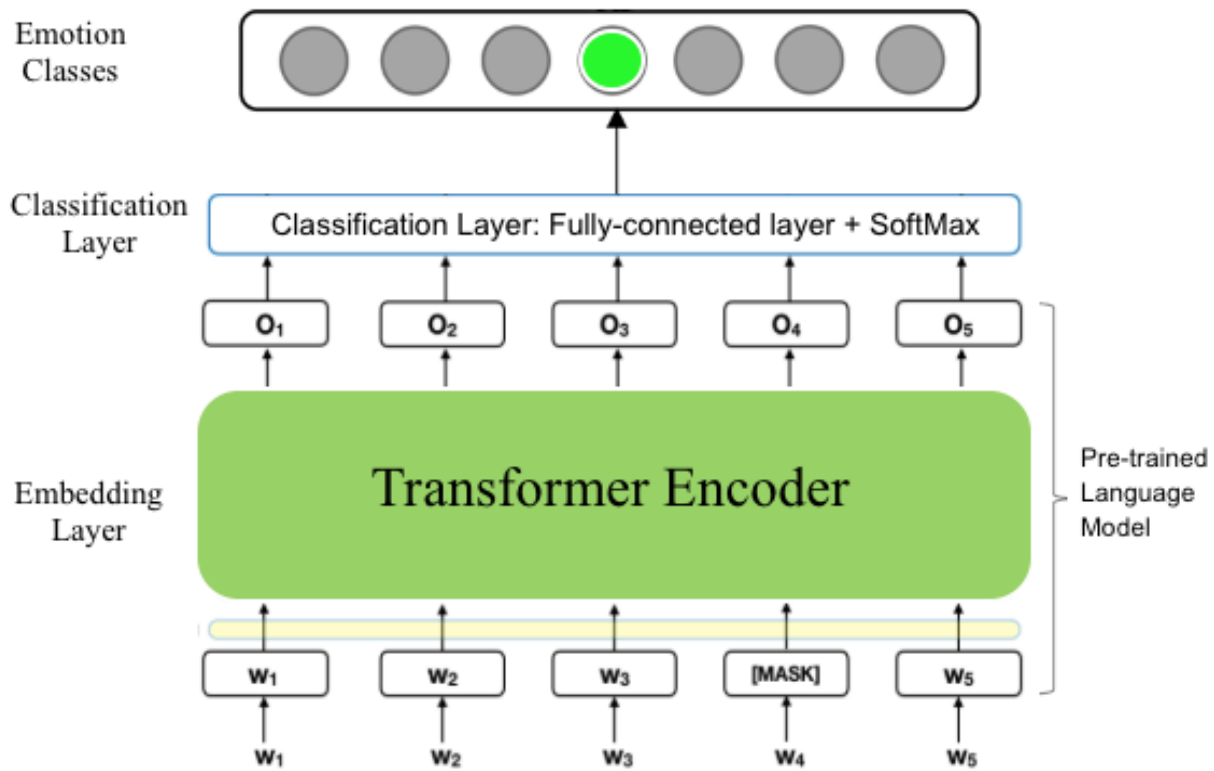 Emotion
Classes
Classification
Layer
Classification Layer: Fully-connected layer + SoftMax
O₁ O₂ O₃ O₄ O₅
Embedding
Layer
Transformer Encoder
Pre-trained
Language
Model
W₁ W₂ W₃ [MASK] W₅
W₁ W₂ W₃ W₄ W₅